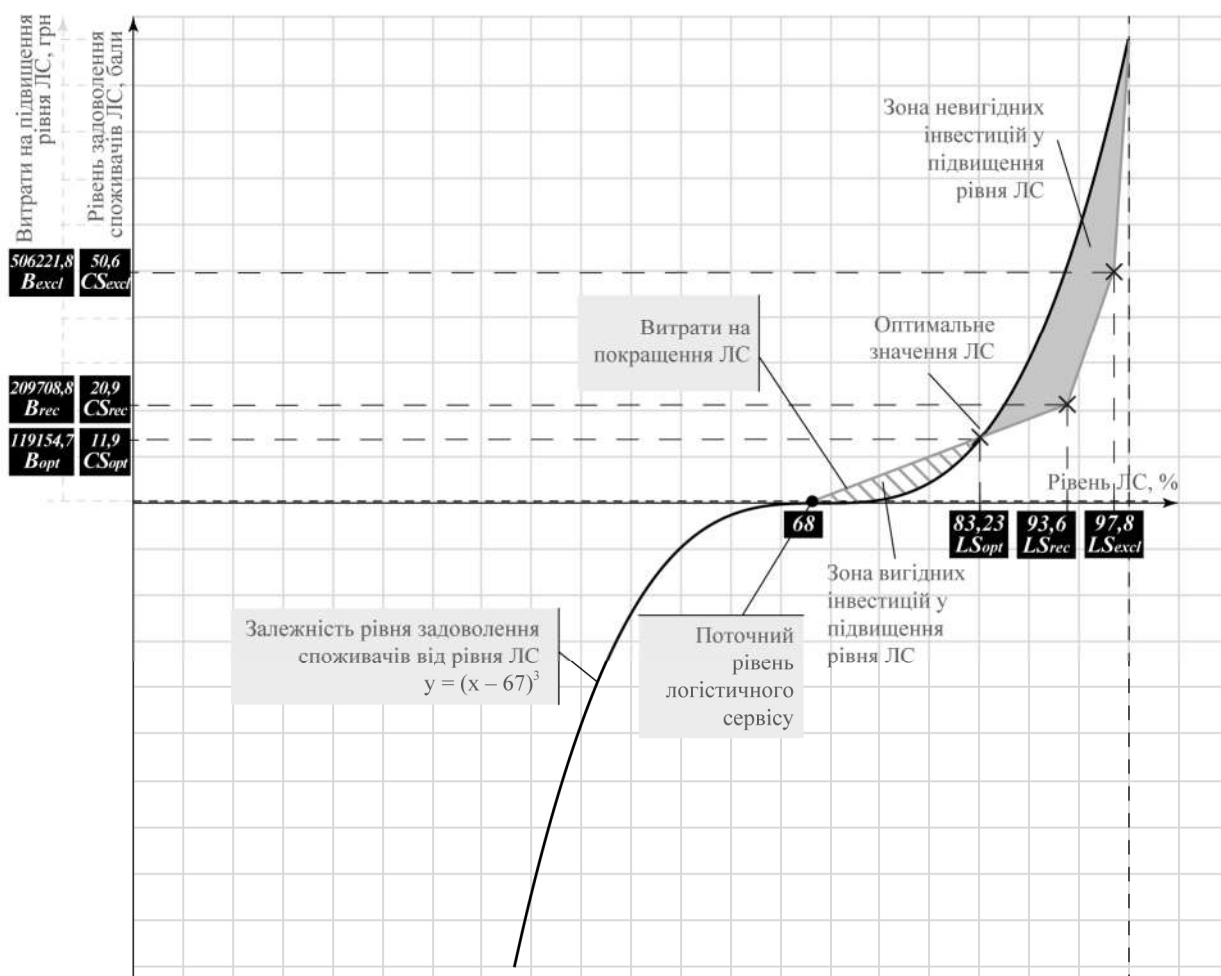 Витрати на підвищення
рівня ЛС, грн
Рівень задоволення
споживачів ЛС, бали
Зона невигідних
інвестицій у
підвищення
рівня ЛС
506221,8
Bexcl
50,6
CSexcl
Витрати на
покращення ЛС
Оптимальне
значення ЛС
209708,8
Brec
20,9
CSrec
119154,7
Bopt
11,9
CSopt
Рівень ЛС, %
68
83,23
LSopt
93,6
LSrec
97,8
LSexcl
Зона вигідних
інвестицій у
підвищення
рівня ЛС
Залежність рівня задоволення
споживачів від рівня ЛС
y = (x – 67)³
Поточний
рівень
логістичного
сервісу